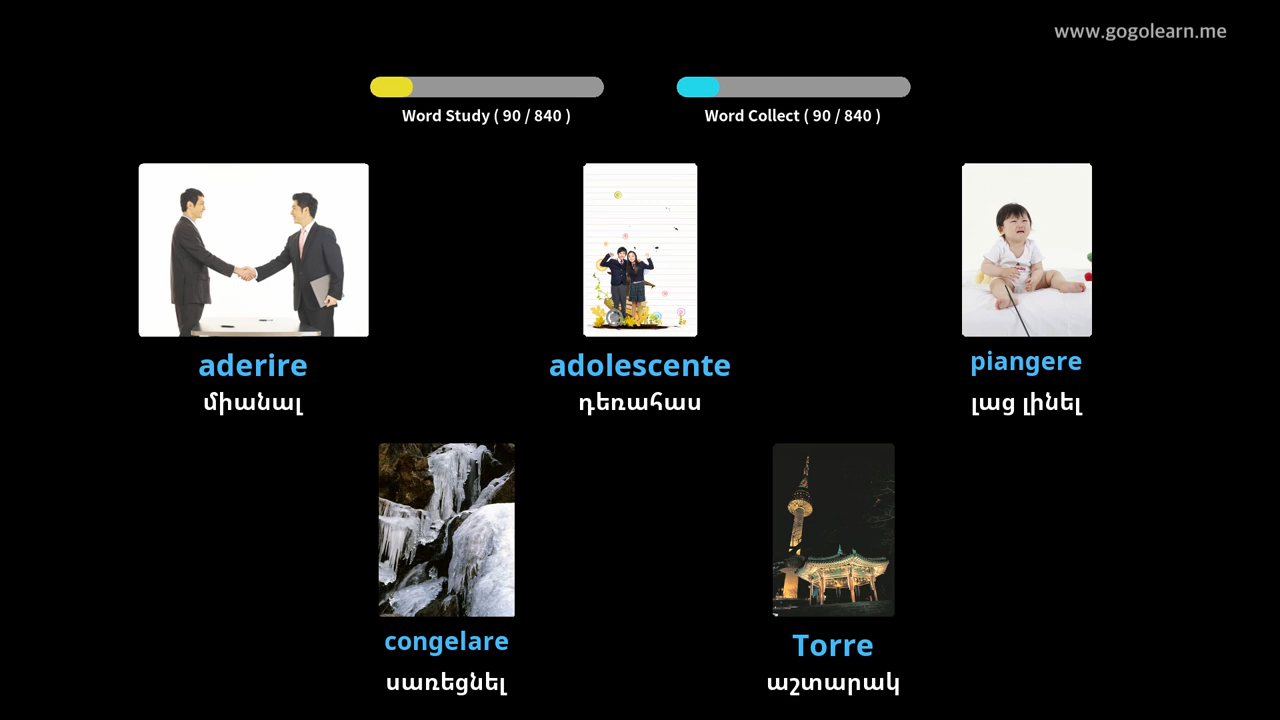 www.gogolearn.me
Word Study ( 90 / 840 )
Word Collect ( 90 / 840 )
aderire
միանալ
adolescente
դեռահաս
piangere
լաց լինել
congelare
սառեցնել
Torre
աշտարակ